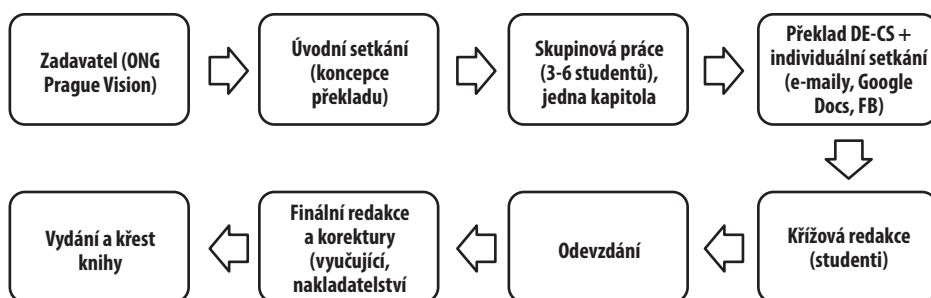 Zadavatel (ONG
Prague Vision)
Úvodní setkání
(koncepce
překladu)
Skupinová práce
(3-6 studentů),
jedna kapitola
Překlad DE-CS +
individuální setkání
(e-maily, Google
Docs, FB)
Křížová redakce
(studenti)
Odevzdání
Finální redakce
a korektury
(vyučující,
nakladatelství
Vydání a křest
knihy